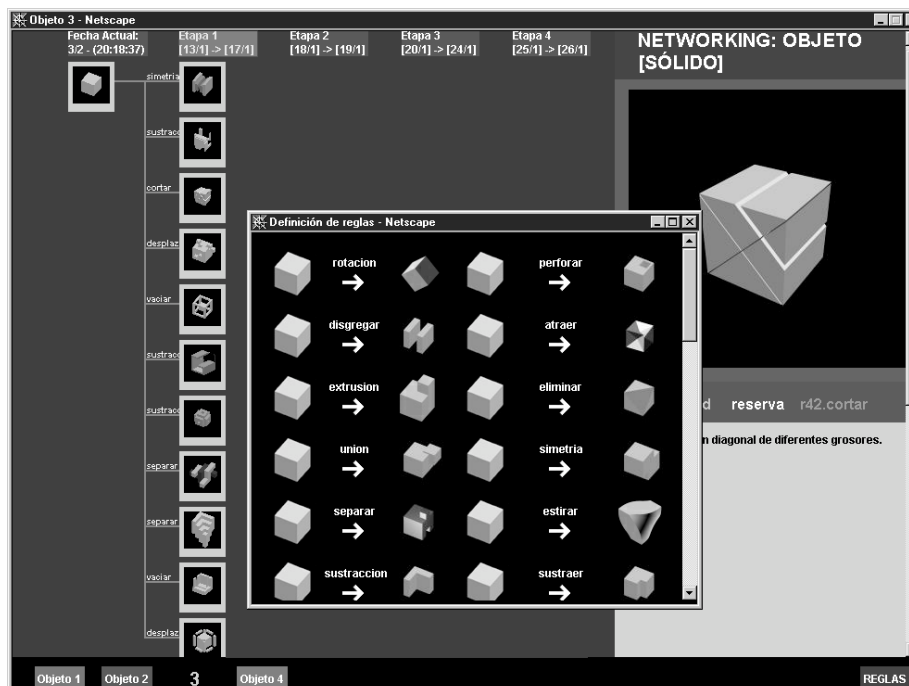 Objeto 3 - Netscape
Fecha Actual:
3/2 - (20:18:37)
Etapa 1
[13/1] -> [17/1]
Etapa 2
[18/1] -> [19/1]
Etapa 3
[20/1] -> [24/1]
Etapa 4
[25/1] -> [26/1]
NETWORKING: OBJETO
[SÓLIDO]
simetria
sustracc
cortar
desplaz
vaciar
sustracc
sustracc
separar
separar
vaciar
desplaz
Definición de reglas - Netscape
rotacion
perforar
disgregar
atraer
extrusion
eliminar
union
simetria
separar
estirar
sustraccion
sustraer
d reserva r42.cortar
n diagonal de diferentes grosores.
Objeto 1 Objeto 2 3 Objeto 4 REGLAS